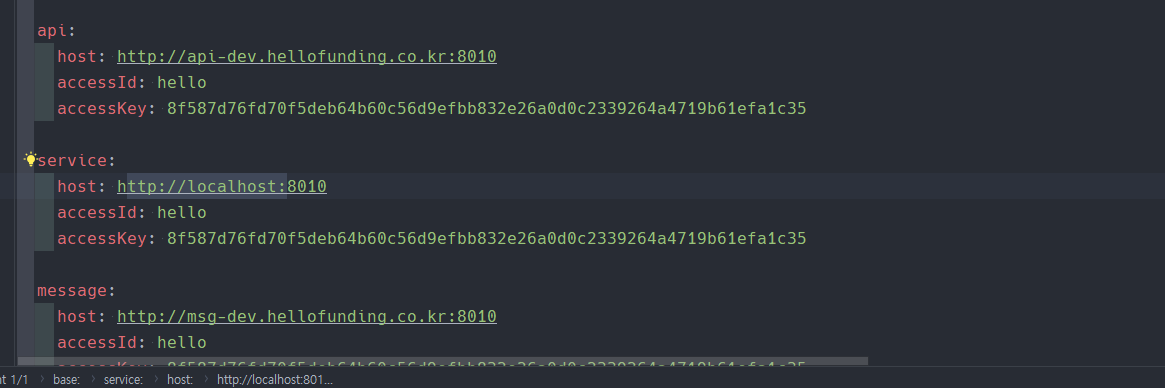 api:
host: http://api-dev.hellofunding.co.kr:8010
accessId: hello
accessKey: 8f587d76fd70f5deb64b60c56d9efbb832e26a0d0c2339264a4719b61efa1c35
service:
host: http://localhost:8010
accessId: hello
accessKey: 8f587d76fd70f5deb64b60c56d9efbb832e26a0d0c2339264a4719b61efa1c35
message:
host: http://msg-dev.hellofunding.co.kr:8010
accessId: hello
accessKey: 8f587d76fd70f5deb64b60c56d9efbb832e26a0d0c2339264a4719b61efa1c35
nt 1/1 › base: › service: › host: › http://localhost:801...